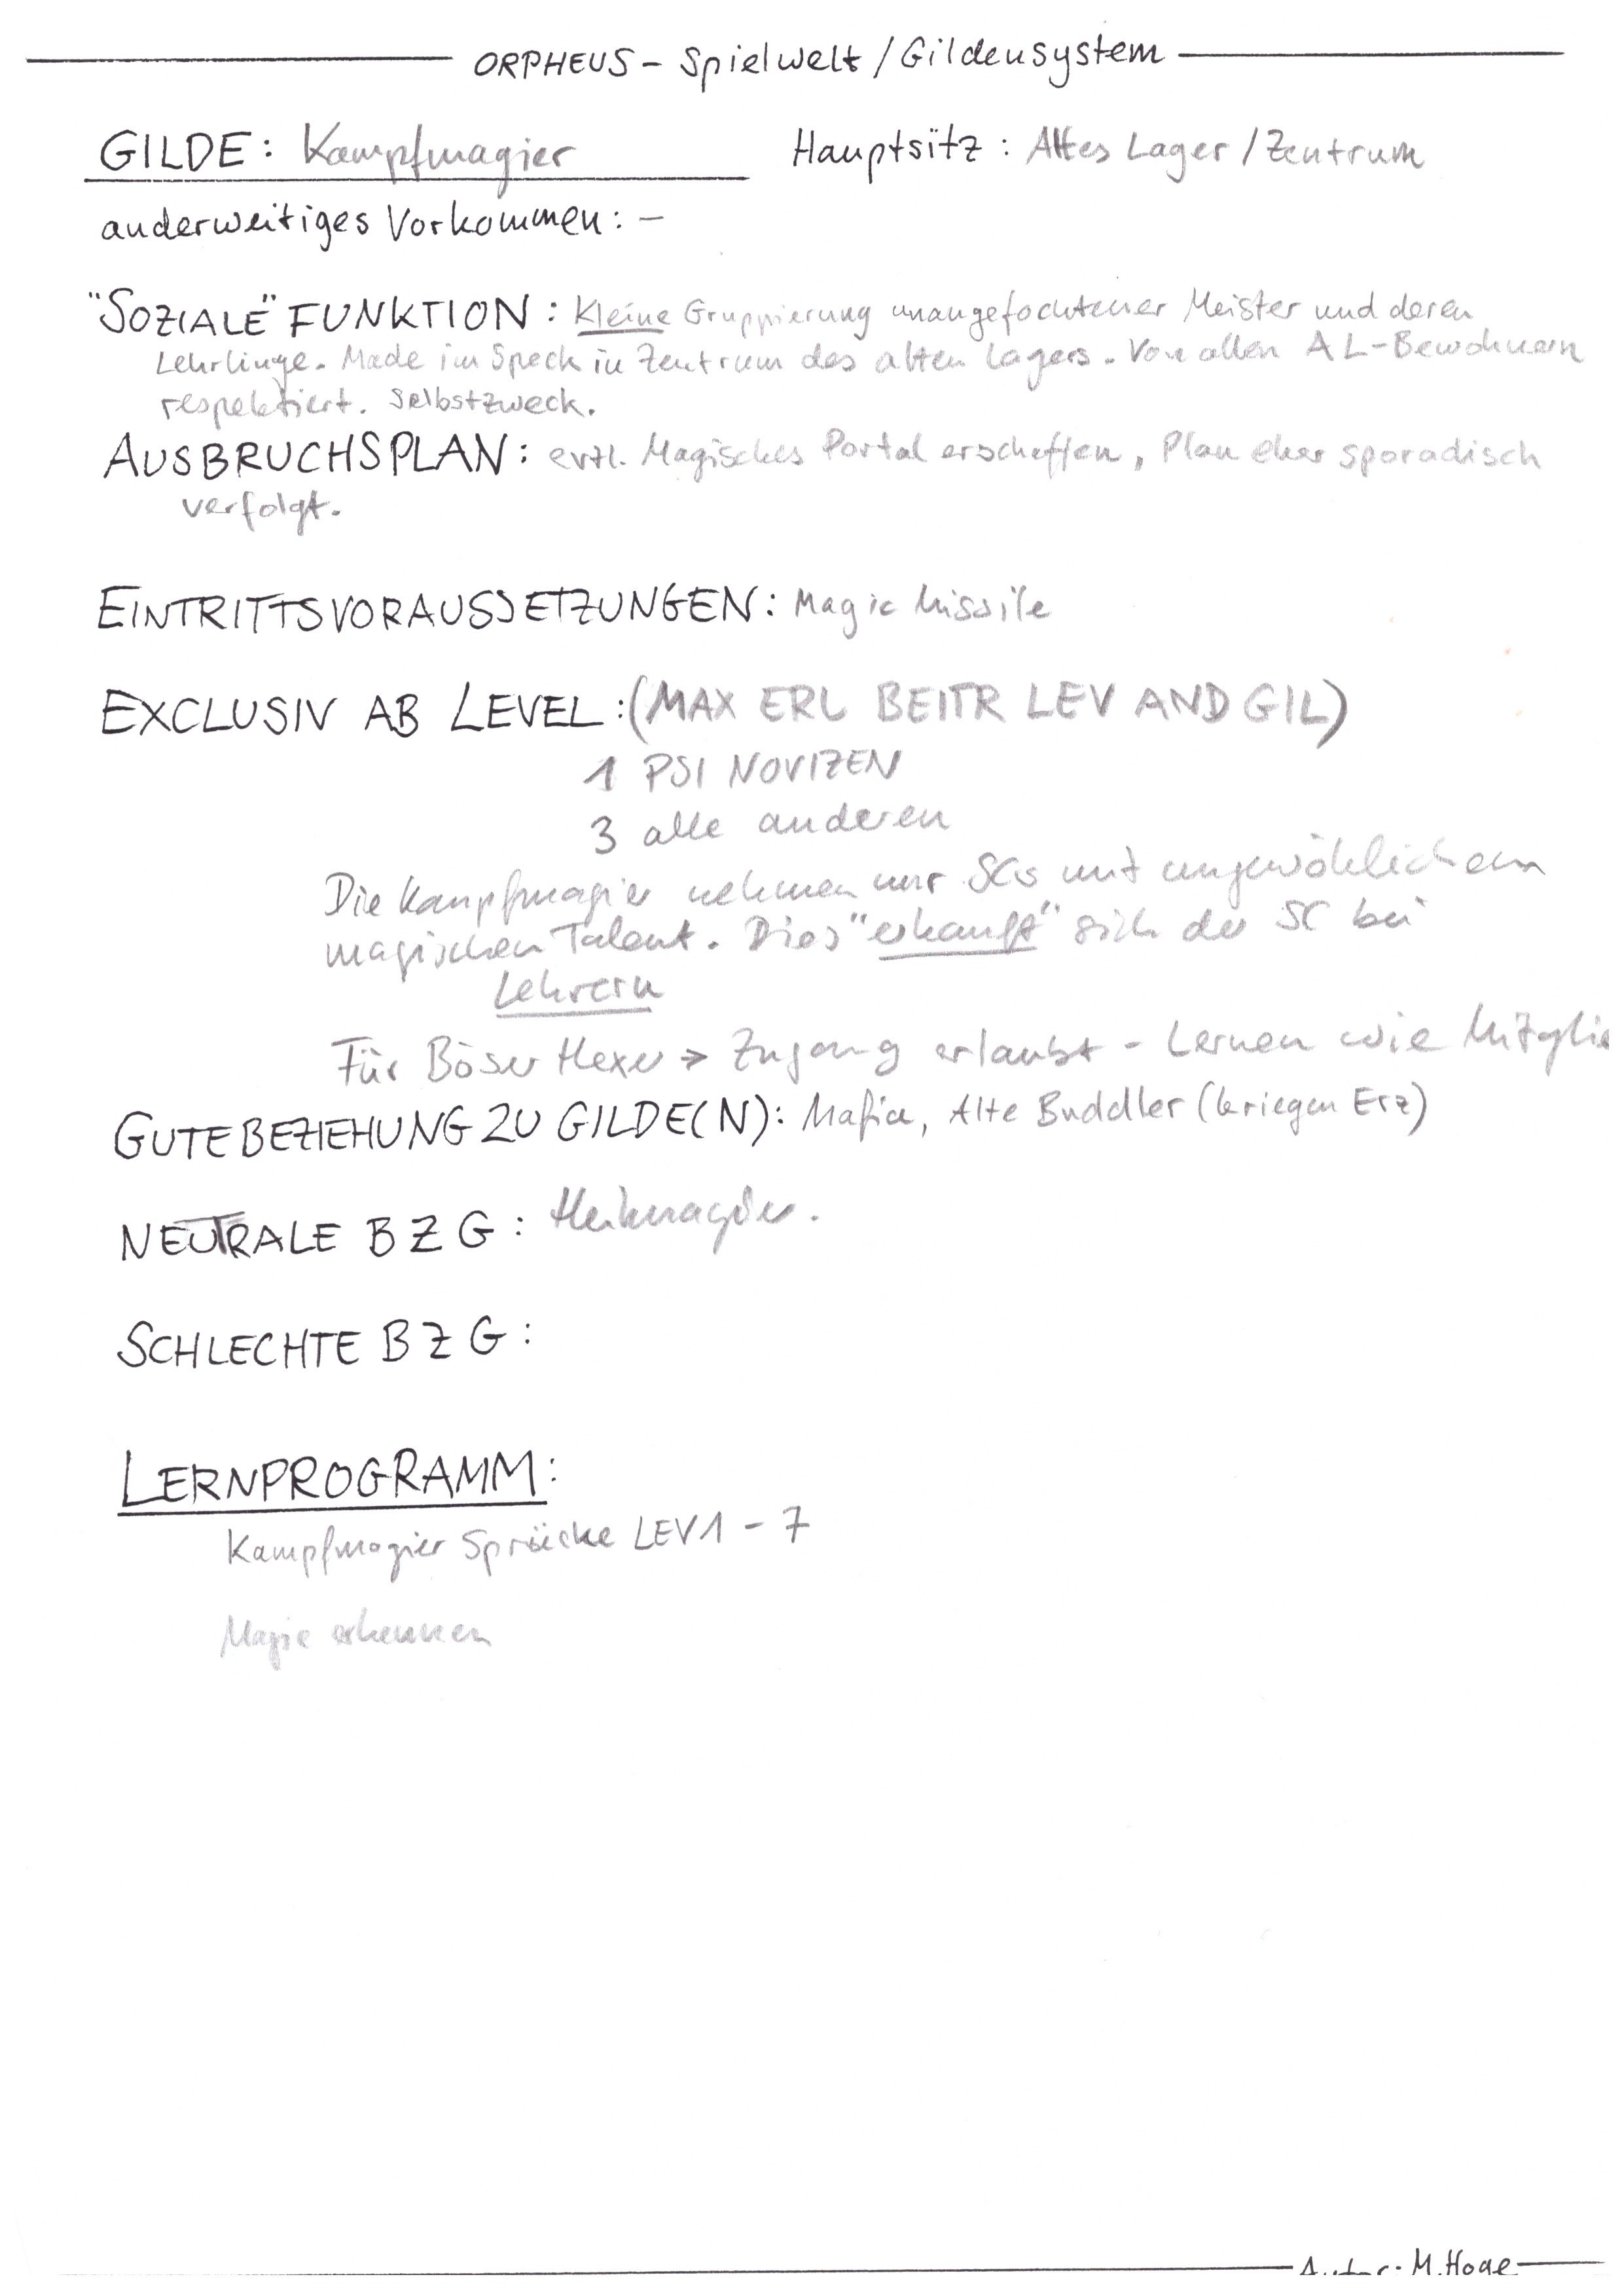 ORPHEUS - Spielwelt / Gildensystem
GILDE: Kampfmagier Hauptsitz: Altes Lager / Zentrum
anderweitiges Vorkommen: -
"SOZIALE" FUNKTION: Kleine Gruppierung unangefochtener Meister und deren
Lehrlinge. Made im Speck in Zentrum des alten Lagers. Von allen AL-Bewohnern
respektiert. Selbstzweck.
AUSBRUCHSPLAN: evtl. Magisches Portal erschaffen, Plan eher sporadisch
verfolgt.
EINTRITTSVORAUSSETZUNGEN: Magic Missile
EXCLUSIV AB LEVEL: (MAX ERL BEITR LEV AND GIL)
1 PSI NOVIZEN
3 alle anderen
Die Kampfmagier nehmen nur SCs mit ungewöhlichem
magischen Talent. Dies "erkauft" sich der SC bei
Lehrern
Für Böser Hexer → Zugang erlaubt - Lernen wie Mitglie
GUTE BEZIEHUNG ZU GILDE(N): Mafia, Alte Buddler (kriegen Erz)
NEUTRALE BZG: Heilmagier.
SCHLECHTE BZG:
LERNPROGRAMM:
Kampfmagier Sprüche LEV 1 - 7
Magie erkennen
Autor: M. Hoge